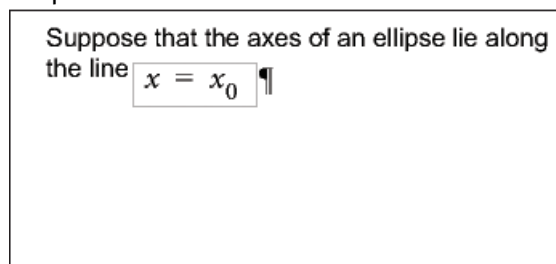 Suppose that the axes of an ellipse lie along
the line x = x₀ ¶